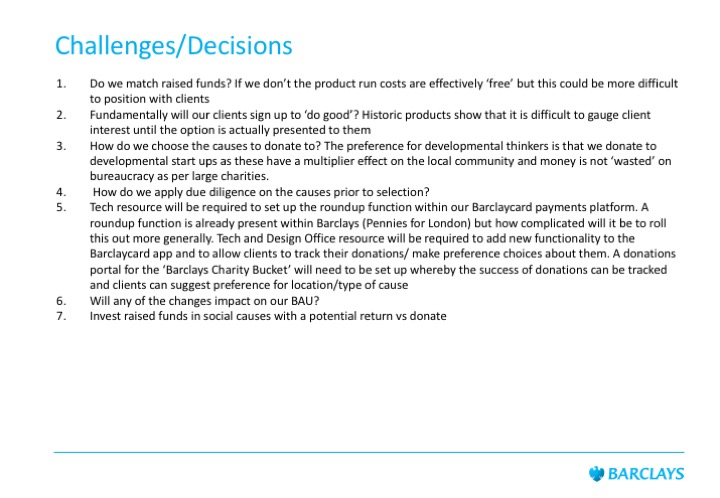 Challenges/Decisions
1. Do we match raised funds? If we don't the product run costs are effectively 'free' but this could be more difficult
to position with clients
2. Fundamentally will our clients sign up to 'do good'? Historic products show that it is difficult to gauge client
interest until the option is actually presented to them
3. How do we choose the causes to donate to? The preference for developmental thinkers is that we donate to
developmental start ups as these have a multiplier effect on the local community and money is not 'wasted' on
bureaucracy as per large charities.
4. How do we apply due diligence on the causes prior to selection?
5. Tech resource will be required to set up the roundup function within our Barclaycard payments platform. A
roundup function is already present within Barclays (Pennies for London) but how complicated will it be to roll
this out more generally. Tech and Design Office resource will be required to add new functionality to the
Barclaycard app and to allow clients to track their donations/ make preference choices about them. A donations
portal for the 'Barclays Charity Bucket' will need to be set up whereby the success of donations can be tracked
and clients can suggest preference for location/type of cause
6. Will any of the changes impact on our BAU?
7. Invest raised funds in social causes with a potential return vs donate
BARCLAYS